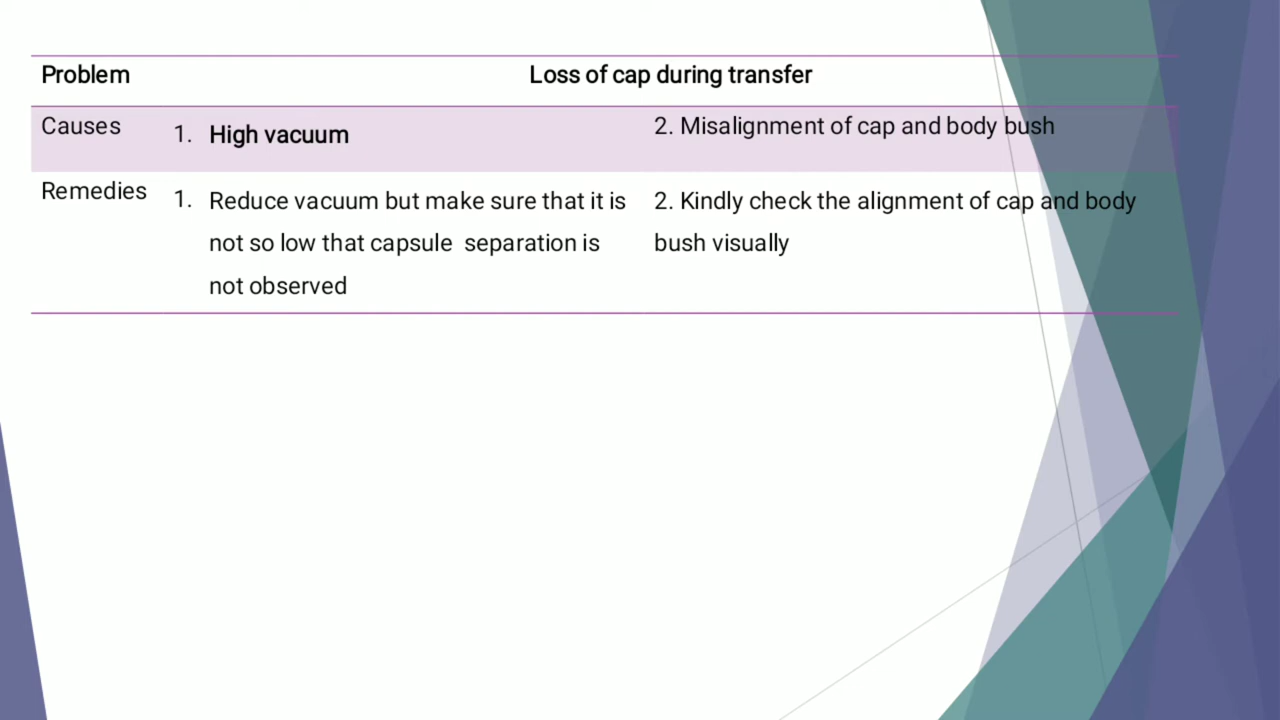 Problem Loss of cap during transfer
Causes 1. High vacuum 2. Misalignment of cap and body bush
Remedies 1. Reduce vacuum but make sure that it is 2. Kindly check the alignment of cap and body
not so low that capsule separation is bush visually
not observed